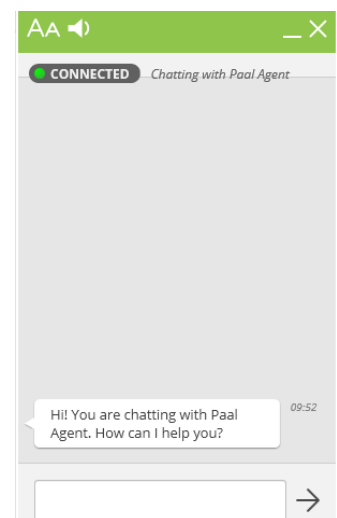 AA
CONNECTED Chatting with Paal Agent
Hi! You are chatting with Paal
Agent. How can I help you?
09:52